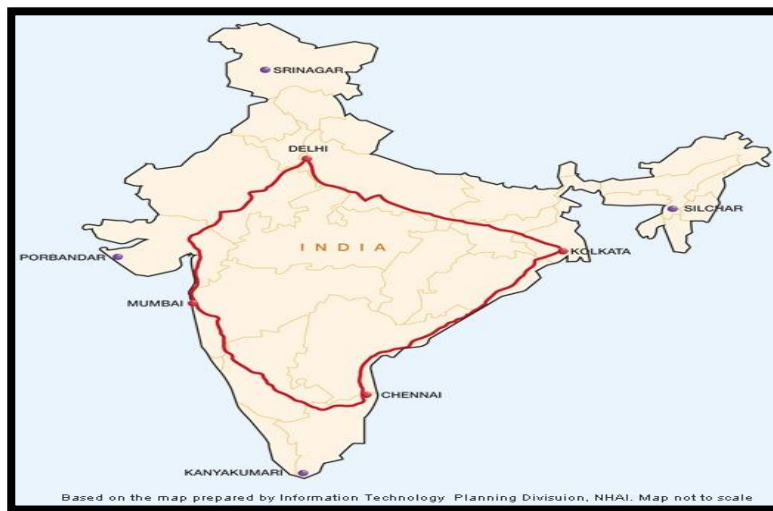 SRINAGAR
DELHI
SILCHAR
INDIA
KOLKATA
PORBANDAR
MUMBAI
CHENNAI
KANYAKUMARI
Based on the map prepared by Information Technology Planning Divisuion, NHAI. Map not to scale